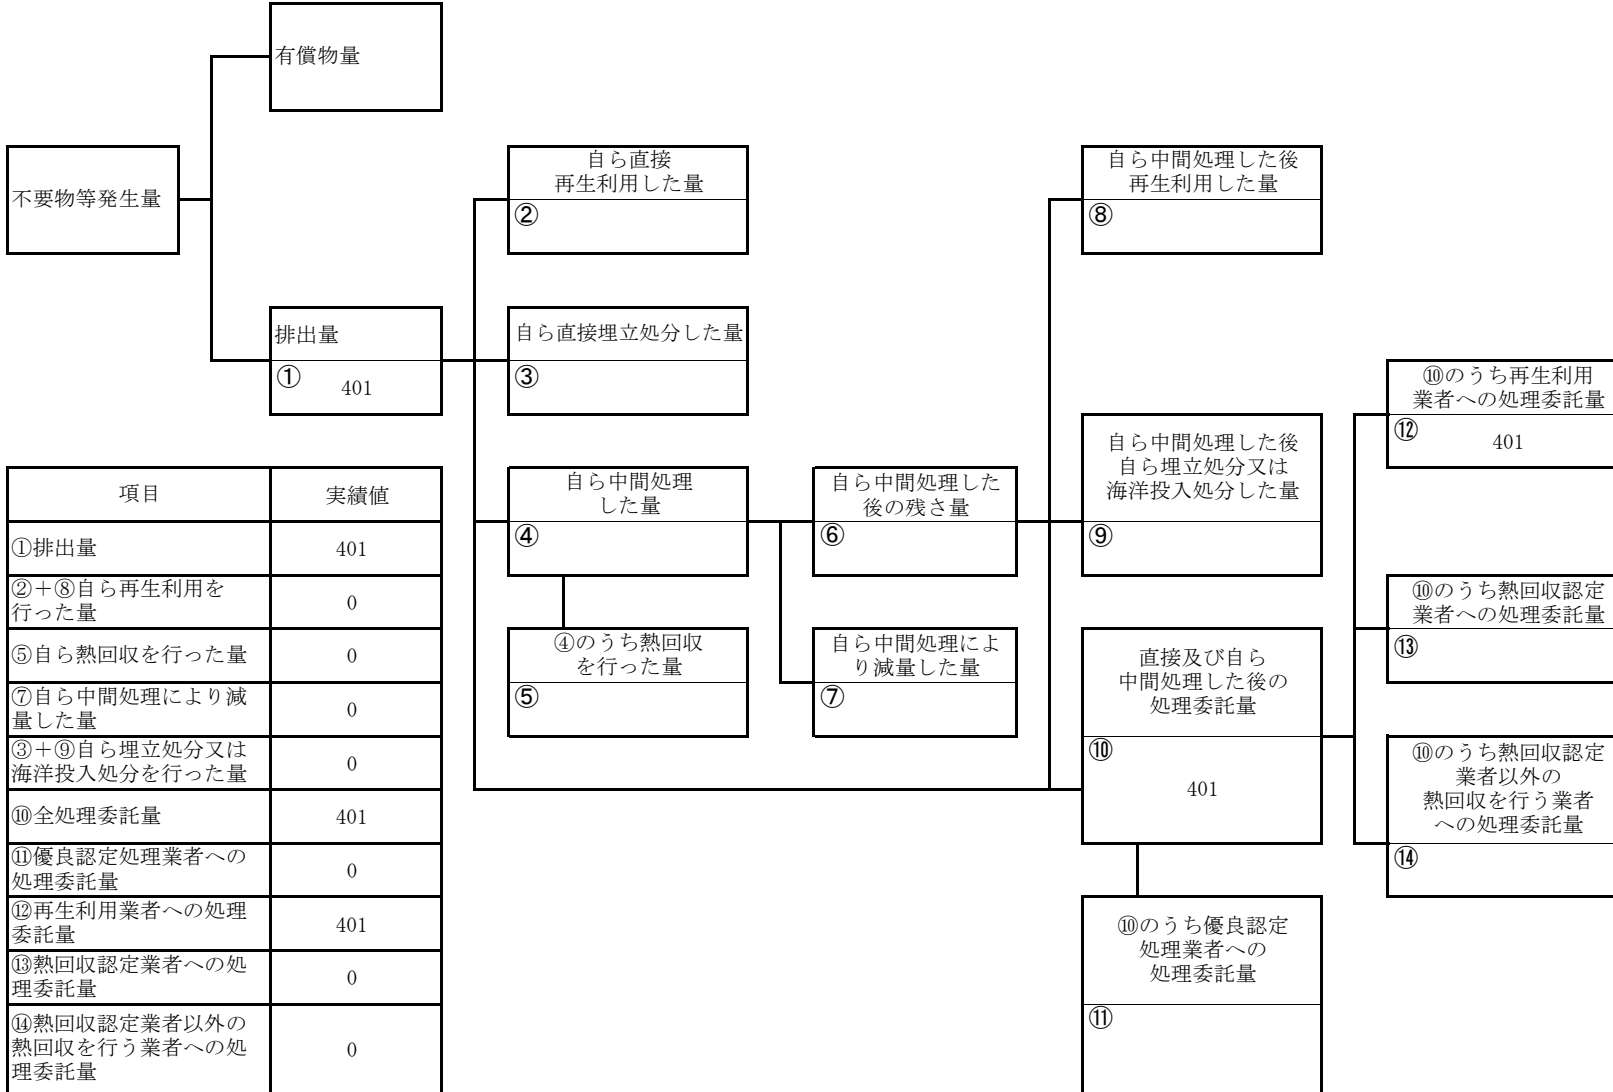 有償物量
不要物等発生量
自ら直接
再生利用した量
②
自ら中間処理した後
再生利用した量
⑧
排出量
①
401
自ら直接埋立処分した量
③
⑩のうち再生利用
業者への処理委託量
⑫
401
自ら中間処理
した量
④
自ら中間処理した
後の残さ量
⑥
自ら中間処理した後
自ら埋立処分又は
海洋投入処分した量
⑨
⑩のうち熱回収認定
業者への処理委託量
⑬
④のうち熱回収
を行った量
⑤
自ら中間処理によ
り減量した量
⑦
直接及び自ら
中間処理した後の
処理委託量
⑩
401
⑩のうち熱回収認定
業者以外の
熱回収を行う業者
への処理委託量
⑭
⑩のうち優良認定
処理業者への
処理委託量
⑪
項目 実績値
①排出量 401
②＋⑧自ら再生利用を
行った量 0
⑤自ら熱回収を行った量 0
⑦自ら中間処理により減
量した量 0
③＋⑨自ら埋立処分又は
海洋投入処分を行った量 0
⑩全処理委託量 401
⑪優良認定処理業者への
処理委託量 0
⑫再生利用業者への処理
委託量 401
⑬熱回収認定業者への処
理委託量 0
⑭熱回収認定業者以外の
熱回収を行う業者への処
理委託量 0